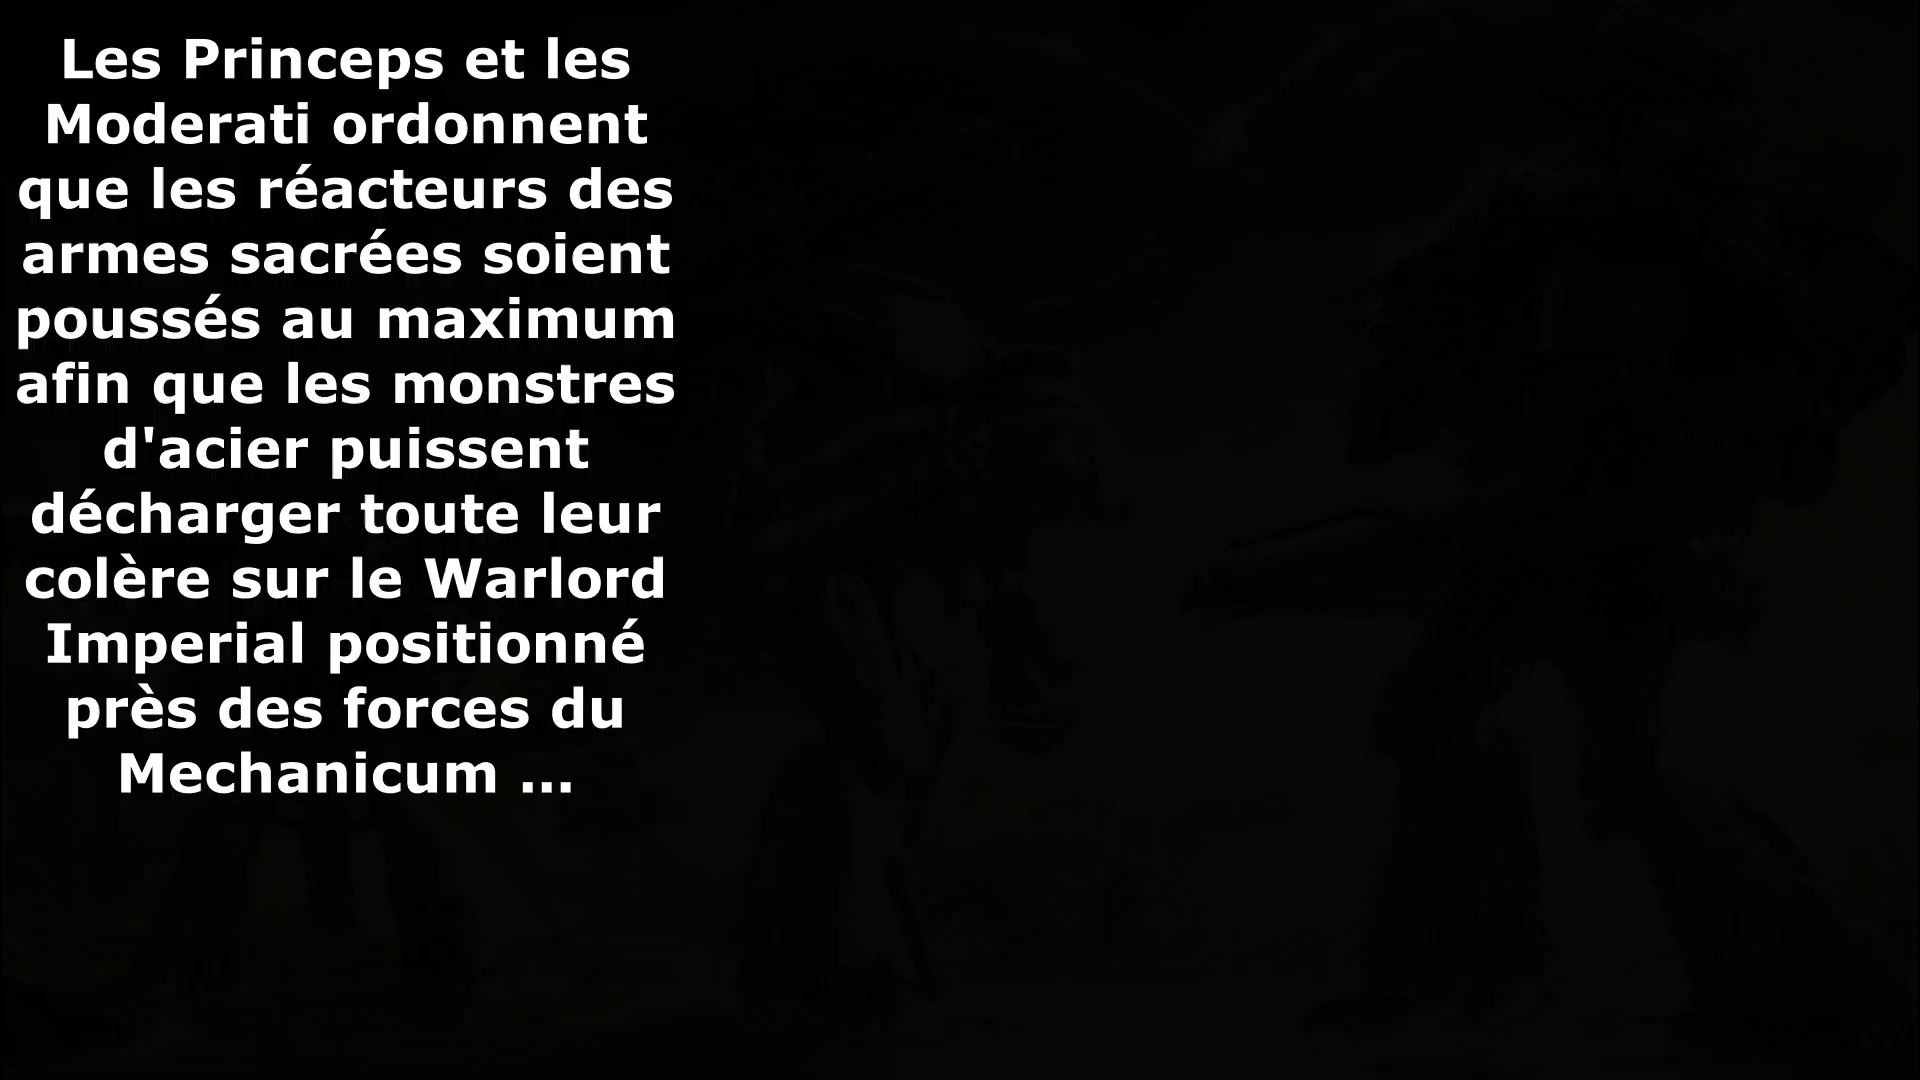 Les Princeps et les
Moderati ordonnent
que les réacteurs des
armes sacrées soient
poussés au maximum
afin que les monstres
d'acier puissent
décharger toute leur
colère sur le Warlord
Imperial positionné
près des forces du
Mechanicum ...